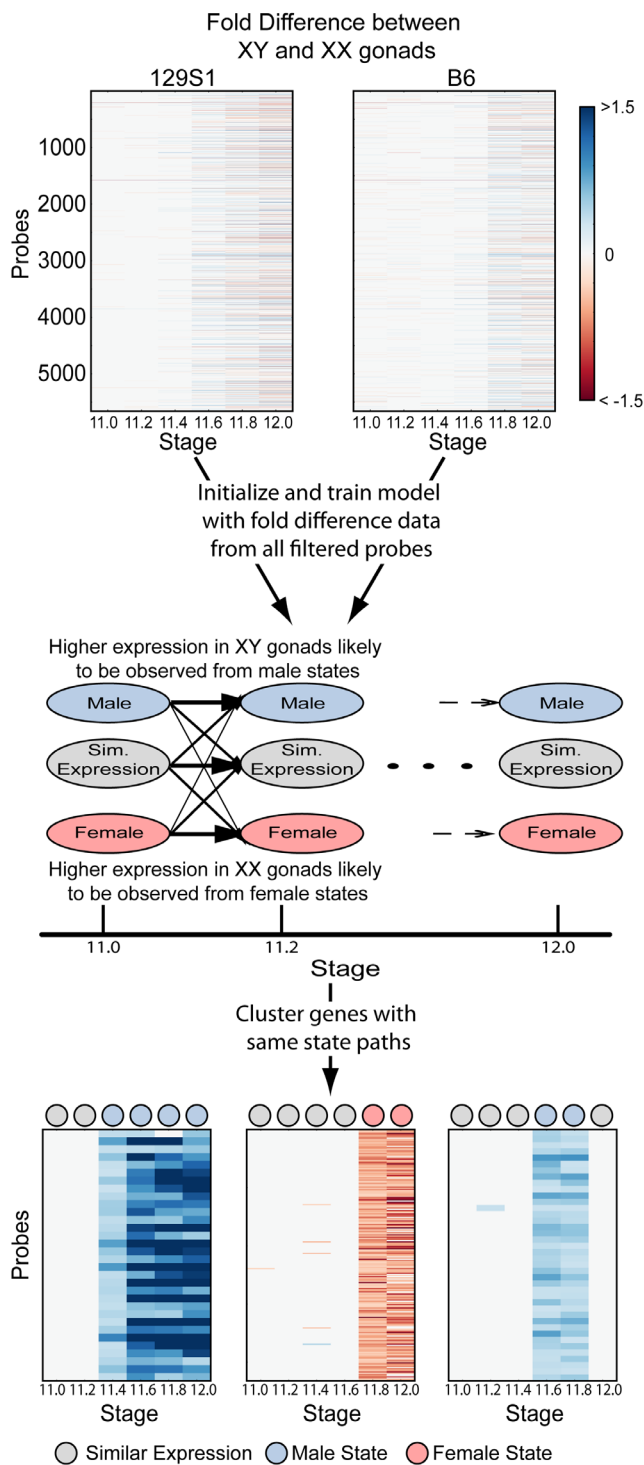 Fold Difference between
XY and XX gonads
129S1 B6
>1.5
0
< -1.5
Probes
1000
2000
3000
4000
5000
11.0 11.2 11.4 11.6 11.8 12.0 11.0 11.2 11.4 11.6 11.8 12.0
Stage Stage
Initialize and train model
with fold difference data
from all filtered probes
Higher expression in XY gonads likely
to be observed from male states
Male Male Male
Sim. Sim. Sim.
Expression Expression Expression
Female Female Female
Higher expression in XX gonads likely
to be observed from female states
11.0 11.2 12.0
Stage
Cluster genes with
same state paths
Probes
11.0 11.2 11.4 11.6 11.8 12.0 11.0 11.2 11.4 11.6 11.8 12.0 11.0 11.2 11.4 11.6 11.8 12.0
Stage Stage Stage
Similar Expression Male State Female State